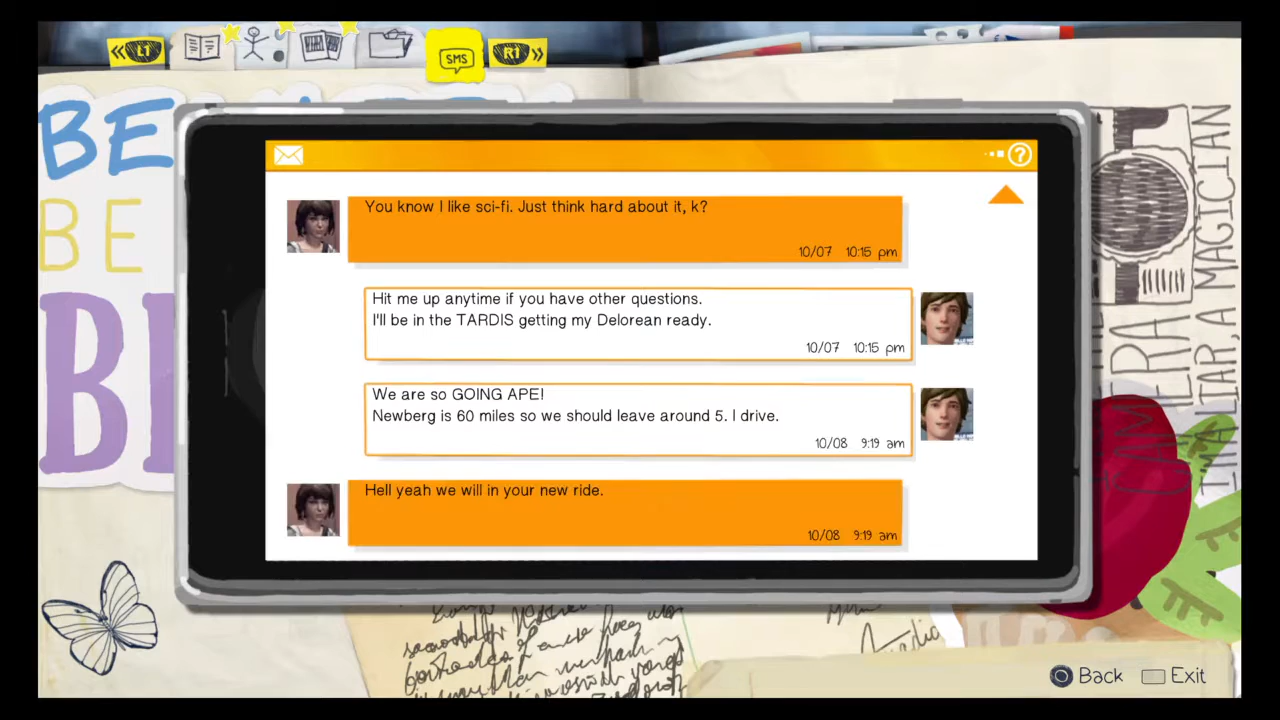 L1
SMS
R1
?
BE
BE
You know I like sci-fi. Just think hard about it, k?
10/07 10:15 pm
Hit me up anytime if you have other questions.
I'll be in the TARDIS getting my Delorean ready.
10/07 10:15 pm
We are so GOING APE!
Newberg is 60 miles so we should leave around 5. I drive.
10/08 9:19 am
Hell yeah we will in your new ride.
10/08 9:19 am
CAMERA
I'M A LIAR, A MAGICIAN
Back
Exit